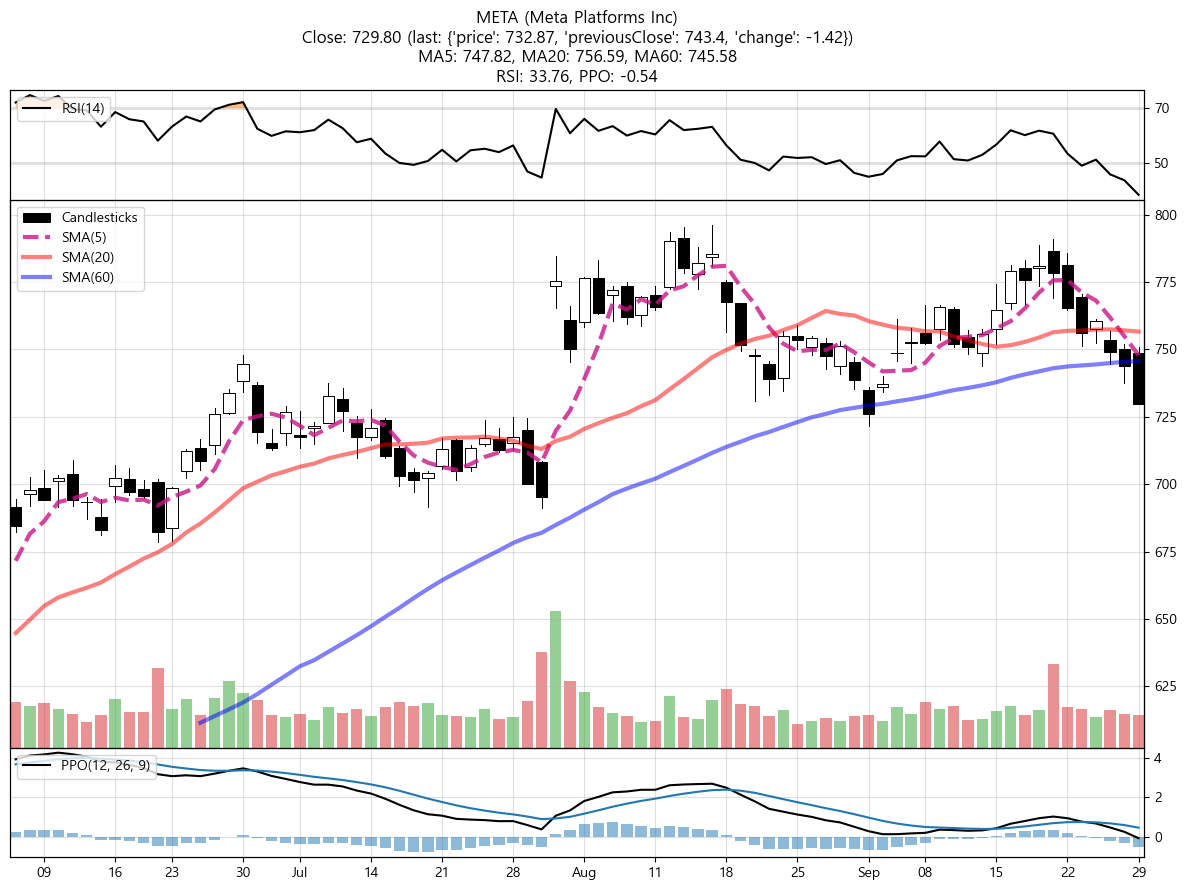 META (Meta Platforms Inc)
Close: 729.80 (last: {'price': 732.87, 'previousClose': 743.4, 'change': -1.42})
MA5: 747.82, MA20: 756.59, MA60: 745.58
RSI: 33.76, PPO: -0.54
RSI(14)
70
50
Candlesticks
SMA(5)
SMA(20)
SMA(60)
800
775
750
725
700
675
650
625
PPO(12, 26, 9)
4
2
0
09 16 23 30 Jul 14 21 28 Aug 11 18 25 Sep 08 15 22 29